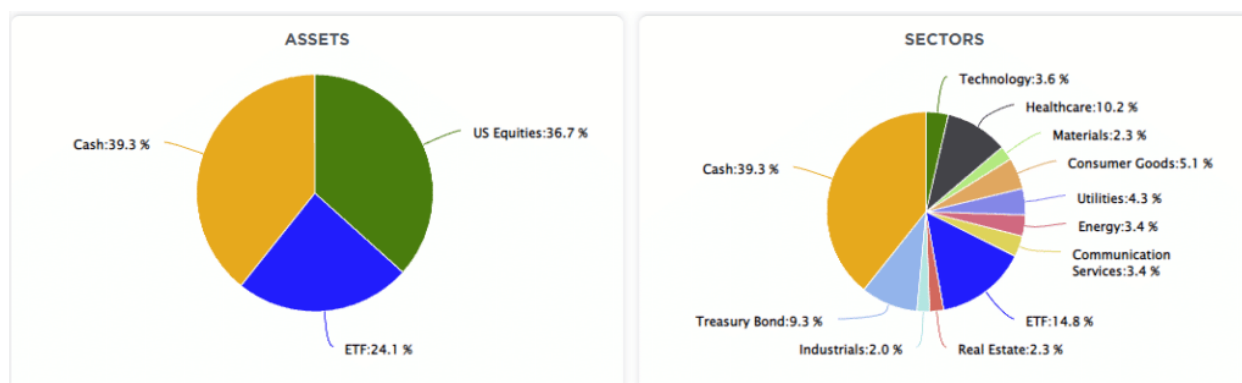 ASSETS
Cash:39.3 %
US Equities:36.7 %
ETF:24.1 %
SECTORS
Technology:3.6 %
Healthcare:10.2 %
Materials:2.3 %
Consumer Goods:5.1 %
Utilities:4.3 %
Energy:3.4 %
Communication
Services:3.4 %
ETF:14.8 %
Real Estate:2.3 %
Industrials:2.0 %
Treasury Bond:9.3 %
Cash:39.3 %